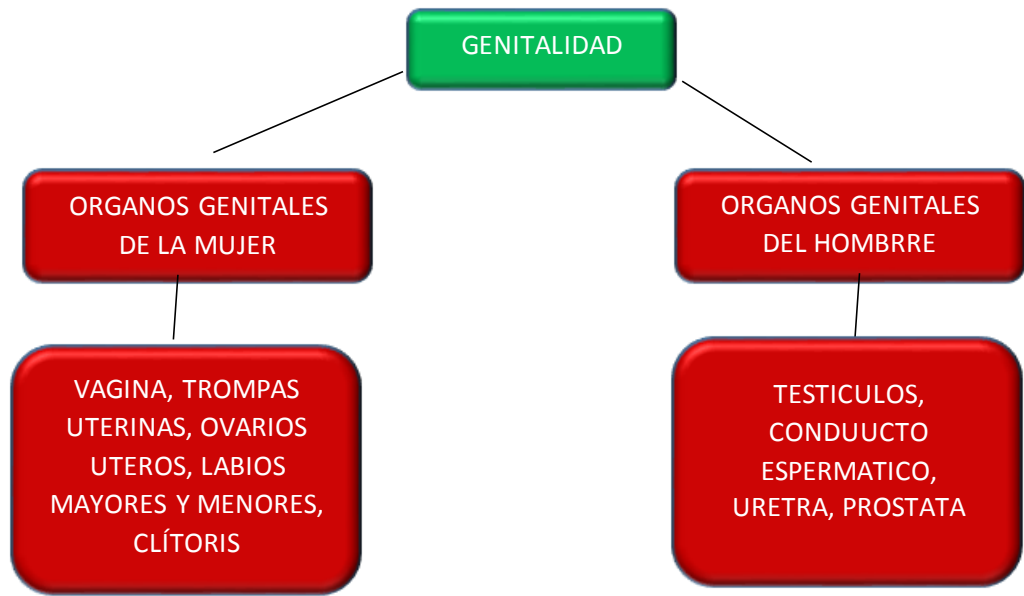 GENITALIDAD
ORGANOS GENITALES
DE LA MUJER
ORGANOS GENITALES
DEL HOMBRRE
VAGINA, TROMPAS
UTERINAS, OVARIOS
UTEROS, LABIOS
MAYORES Y MENORES,
CLÍTORIS
TESTICULOS,
CONDUUCTO
ESPERMATICO,
URETRA, PROSTATA